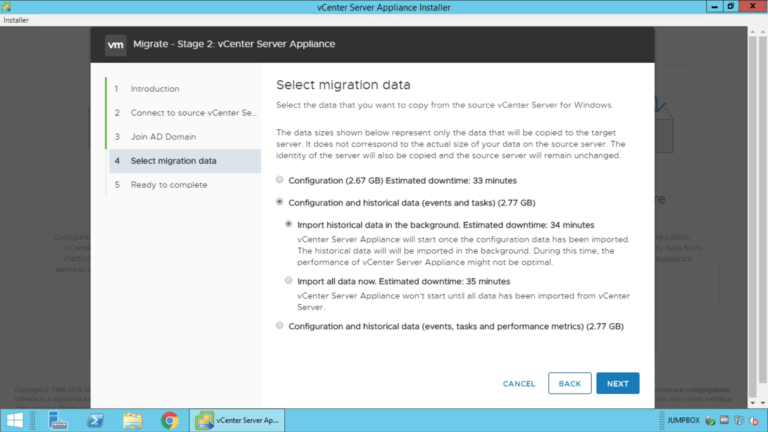 vCenter Server Appliance Installer
Installer
vm Migrate - Stage 2: vCenter Server Appliance
1 Introduction
2 Connect to source vCenter Se...
3 Join AD Domain
4 Select migration data
5 Ready to complete
Select migration data
Select the data that you want to copy from the source vCenter Server for Windows.
The data sizes shown below represent only the data that will be copied to the target
server. It does not correspond to the actual size of your data on the source server. The
identity of the server will also be copied and the source server will remain unchanged.
Configuration (2.67 GB) Estimated downtime: 33 minutes
Configuration and historical data (events and tasks) (2.77 GB)
Import historical data in the background. Estimated downtime: 34 minutes
vCenter Server Appliance will start once the configuration data has been imported.
The historical data will will be imported in the background. During this time, the
performance of vCenter Server Appliance might not be optimal.
Import all data now. Estimated downtime: 35 minutes
vCenter Server Appliance won't start until all data has been imported from vCenter
Server.
Configuration and historical data (events, tasks and performance metrics) (2.77 GB)
CANCEL BACK NEXT
vCenter Server Ap...
JUMPBOX